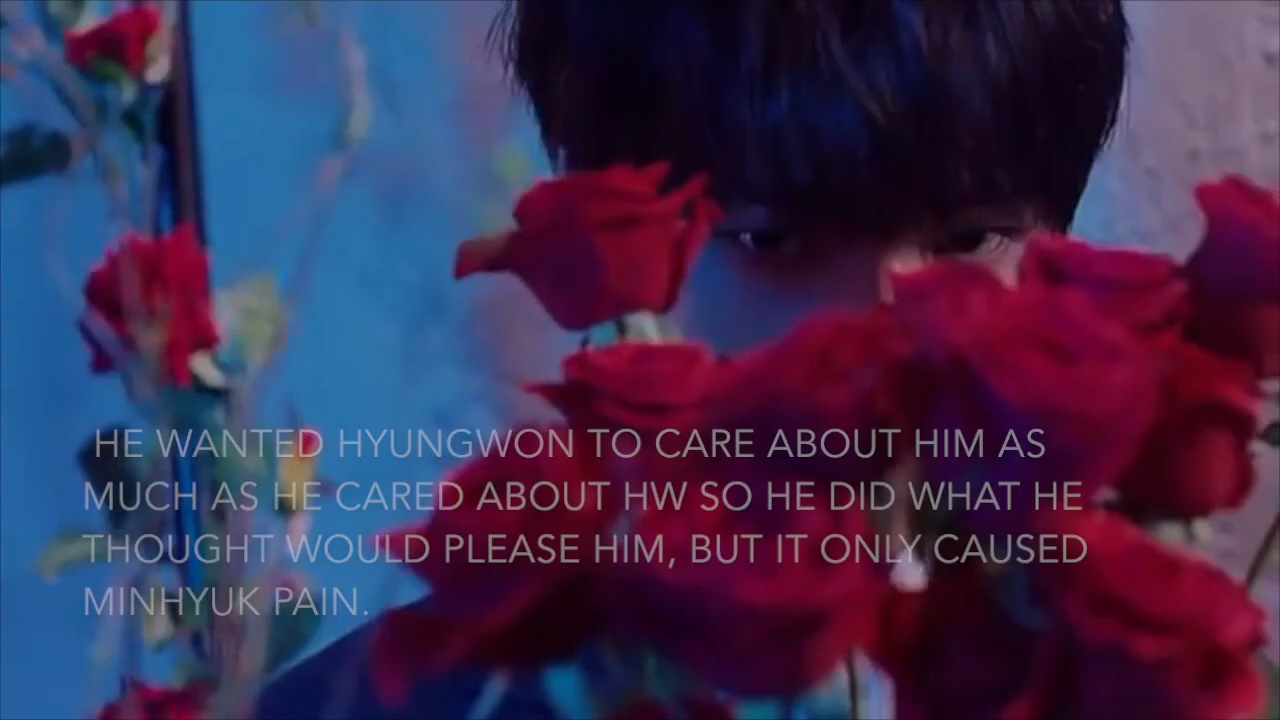 HE WANTED HYUNGWON TO CARE ABOUT HIM AS
MUCH AS HE CARED ABOUT HW SO HE DID WHAT HE
THOUGHT WOULD PLEASE HIM, BUT IT ONLY CAUSED
MINHYUK PAIN.